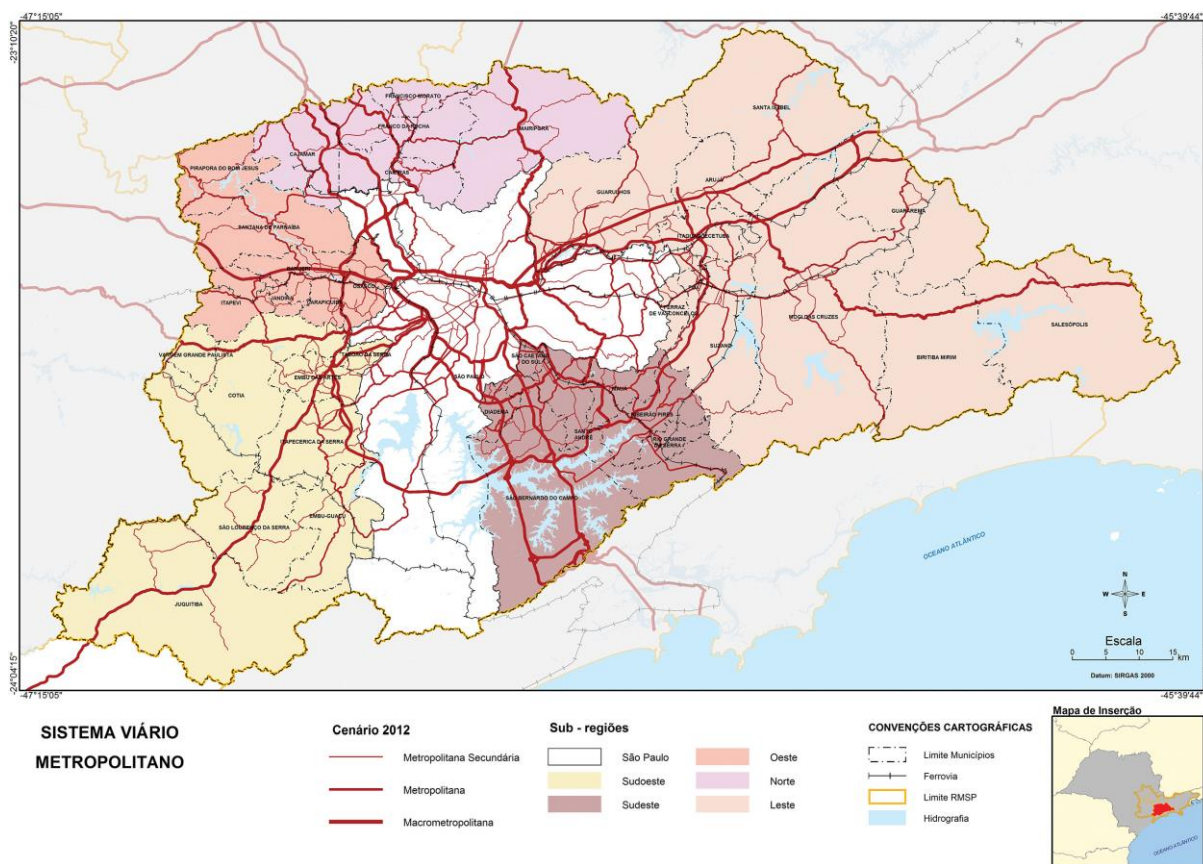 -47°15'05"
-45°39'44"
-23°10'20"
FRANCISCO MORATO
SANTA ISABEL
FRANCO DA ROCHA
MAIRIPORÃ
CAJAMAR
PIRAPORA DO BOM JESUS
CAIEIRAS
ARUJÁ
GUARULHOS
GUARAREMA
SANTANA DE PARNAÍBA
ITAQUAQUECETUBA
BARUERI
OSASCO
ITAPEVI
JANDIRA
CARAPICUÍBA
FERRAZ
DE VASCONCELOS
MOGI DAS CRUZES
SALESÓPOLIS
SUZANO
VARGEM GRANDE PAULISTA
TABOÃO DA SERRA
SÃO CAETANO
DO SUL
BIRITIBA MIRIM
SÃO PAULO
EMBU DAS ARTES
MAUÁ
COTIA
DIADEMA
RIBEIRÃO PIRES
SANTO
ANDRÉ
ITAPECERICA DA SERRA
RIO GRANDE
DA SERRA
SÃO BERNARDO DO CAMPO
EMBU-GUAÇU
SÃO LOURENÇO DA SERRA
OCEANO ATLÂNTICO
JUQUITIBA
N
W E
S
Escala
0 5 10 15
km
Datum: SIRGAS 2000
-24°04'15"
-47°15'05"
-45°39'44"
SISTEMA VIÁRIO
METROPOLITANO
Cenário 2012
Metropolitana Secundária
Metropolitana
Macrometropolitana
Sub - regiões
São Paulo
Oeste
Sudoeste
Norte
Sudeste
Leste
CONVENÇÕES CARTOGRÁFICAS
Limite Municípios
Ferrovia
Limite RMSP
Hidrografia
Mapa de Inserção
OCEANO ATLÂNTICO